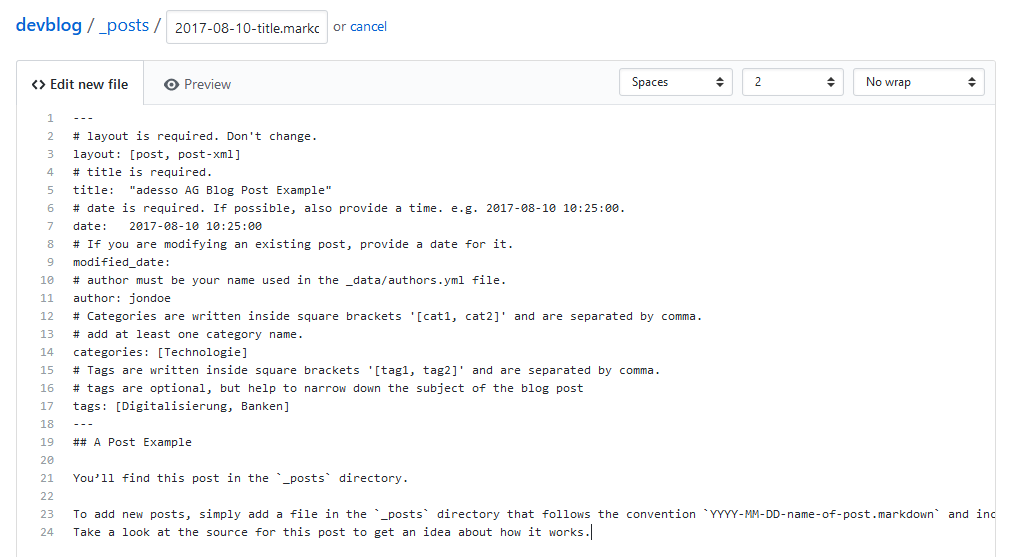 devblog / _posts / 2017-08-10-title.markc or cancel
Edit new file Preview Spaces 2 No wrap
1 ---
2 # layout is required. Don't change.
3 layout: [post, post-xml]
4 # title is required.
5 title:  "adesso AG Blog Post Example"
6 # date is required. If possible, also provide a time. e.g. 2017-08-10 10:25:00.
7 date:   2017-08-10 10:25:00
8 # If you are modifying an existing post, provide a date for it.
9 modified_date:
10 # author must be your name used in the _data/authors.yml file.
11 author: jondoe
12 # Categories are written inside square brackets '[cat1, cat2]' and are separated by comma.
13 # add at least one category name.
14 categories: [Technologie]
15 # Tags are written inside square brackets '[tag1, tag2]' and are separated by comma.
16 # tags are optional, but help to narrow down the subject of the blog post
17 tags: [Digitalisierung, Banken]
18 ---
19 ## A Post Example
20
21 You’ll find this post in the `_posts` directory.
22
23 To add new posts, simply add a file in the `_posts` directory that follows the convention `YYYY-MM-DD-name-of-post.markdown` and inc
24 Take a look at the source for this post to get an idea about how it works.